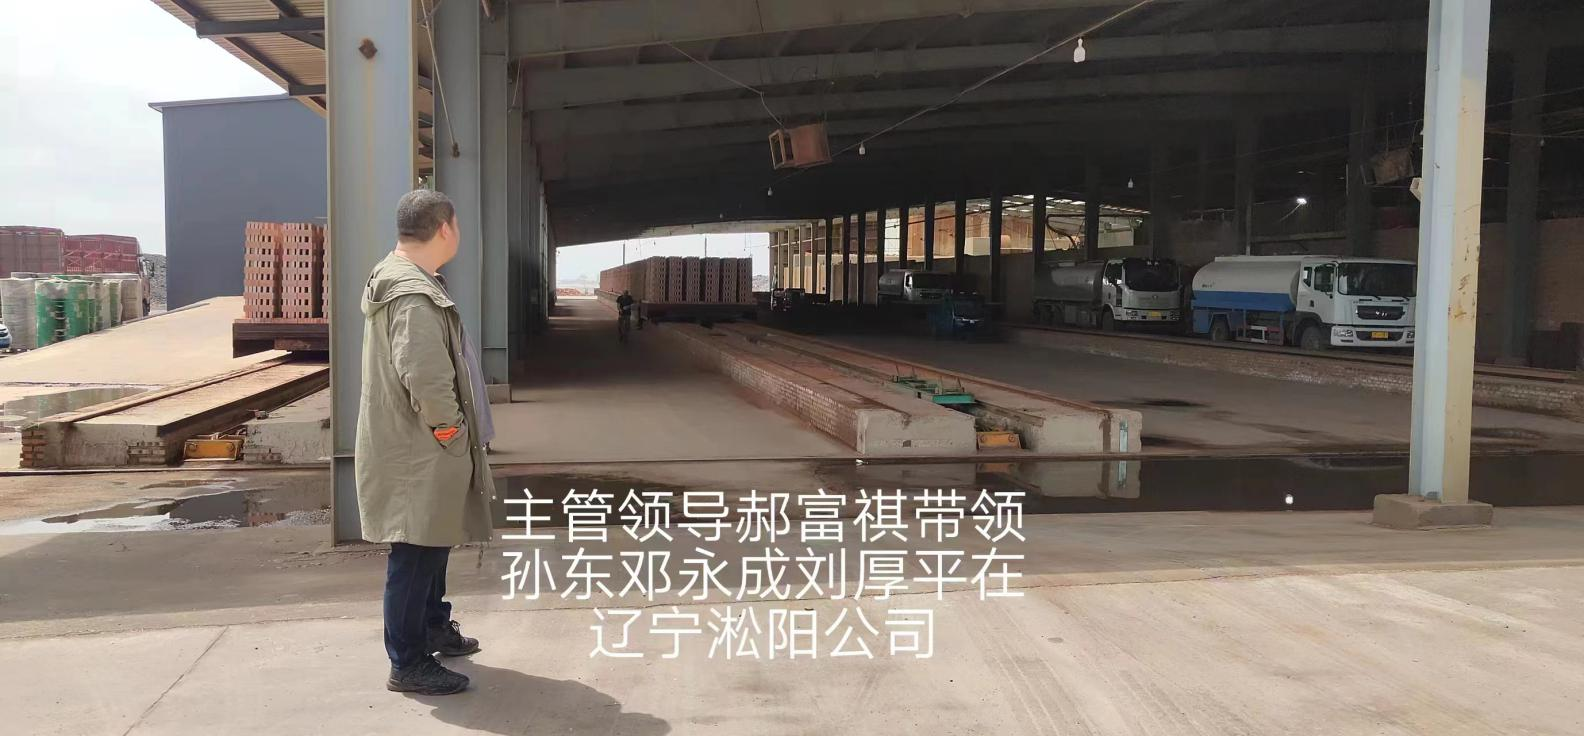 主管领导郝富祺带领
孙东邓永成刘厚平在
辽宁淞阳公司